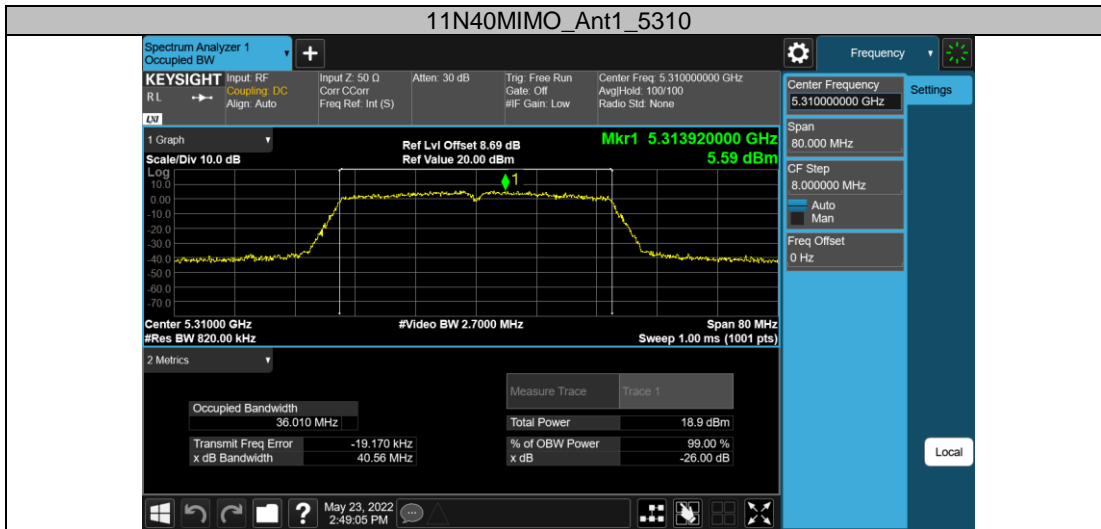 11N40MIMO_Ant1_5310
Spectrum Analyzer 1
Occupied BW
+
Frequency
KEYSIGHT Input: RF Input Z: 50 Ω Atten: 30 dB Trig: Free Run Center Freq: 5.310000000 GHz
RL Coupling: DC Corr CCorr Gate: Off Avg|Hold: 100/100
Align: Auto Freq Ref: Int (S) #IF Gain: Low Radio Std: None
LXI
Center Frequency
5.310000000 GHz
Settings
Span
80.000 MHz
CF Step
8.000000 MHz
Auto
Man
Freq Offset
0 Hz
1 Graph Ref Lvl Offset 8.69 dB Mkr1 5.313920000 GHz
Scale/Div 10.0 dB Ref Value 20.00 dBm 5.59 dBm
Log
10.0
0.00
-10.0
-20.0
-30.0
-40.0
-50.0
-60.0
-70.0
1
Center 5.31000 GHz #Video BW 2.7000 MHz Span 80 MHz
#Res BW 820.00 kHz Sweep 1.00 ms (1001 pts)
2 Metrics
Measure Trace Trace 1
Occupied Bandwidth
36.010 MHz
Total Power 18.9 dBm
Transmit Freq Error -19.170 kHz % of OBW Power 99.00 %
x dB Bandwidth 40.56 MHz x dB -26.00 dB
Local
? May 23, 2022
2:49:05 PM